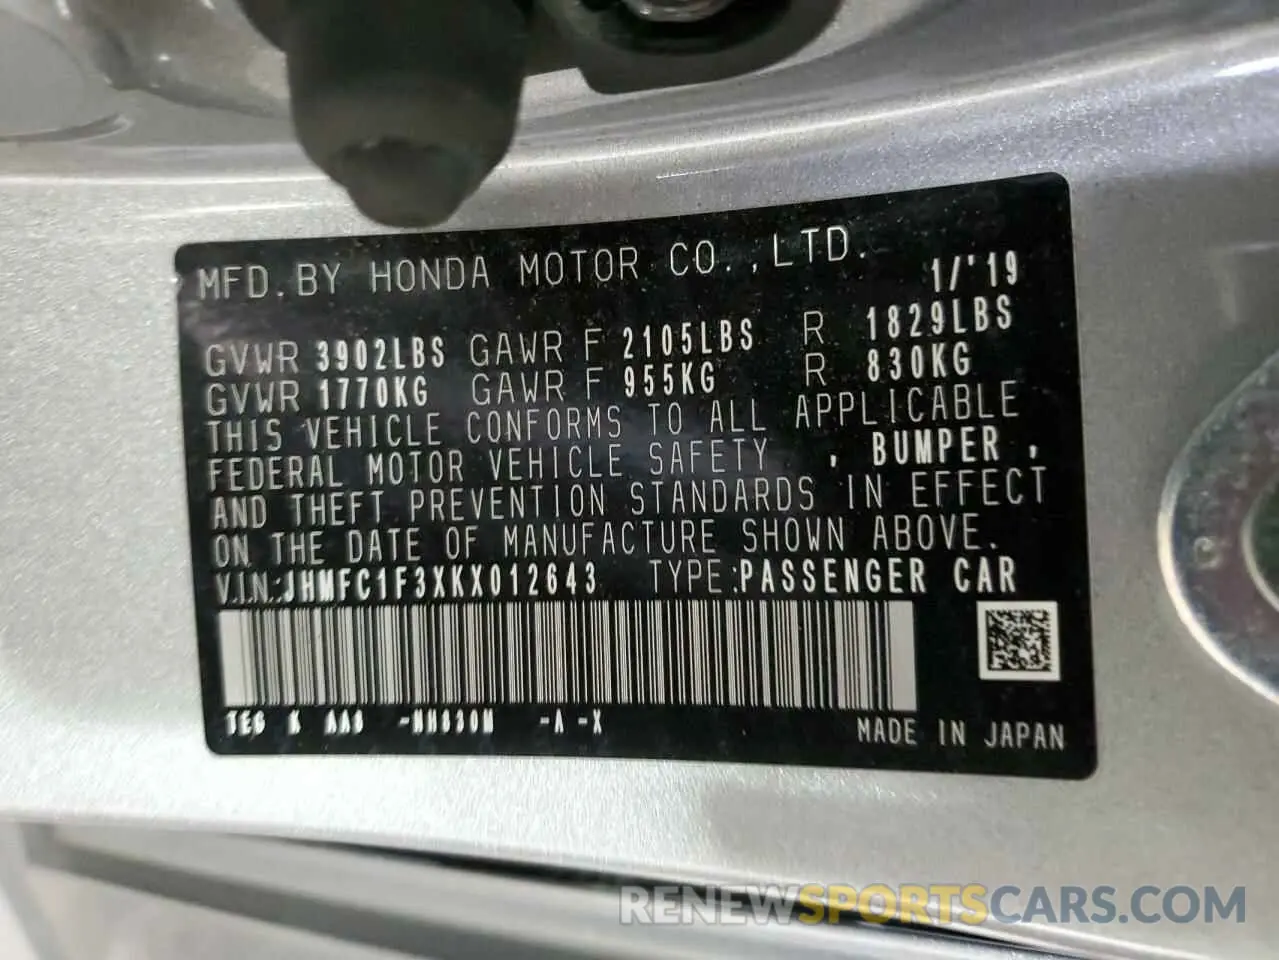 MFD. BY HONDA MOTOR CO., LTD. 1/'19
GVWR 3902LBS GAWR F 2105LBS R 1829LBS
GVWR 1770KG GAWR F 955KG R 830KG
THIS VEHICLE CONFORMS TO ALL APPLICABLE
FEDERAL MOTOR VEHICLE SAFETY , BUMPER ,
AND THEFT PREVENTION STANDARDS IN EFFECT
ON THE DATE OF MANUFACTURE SHOWN ABOVE.
V.I.N.:JHMFC1F3XKX012643 TYPE:PASSENGER CAR
K -NH830M -A -X
MADE IN JAPAN
RENEWSPORTSCARS.COM